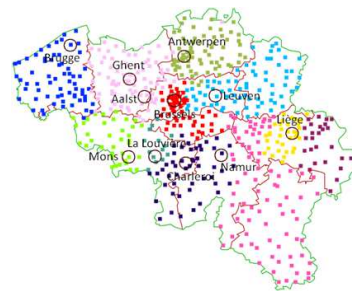 Antwerpen
Brugge
Ghent
Aalst
Leuven
Brussels
Liège
La Louvière
Mons
Namur
Charleroi